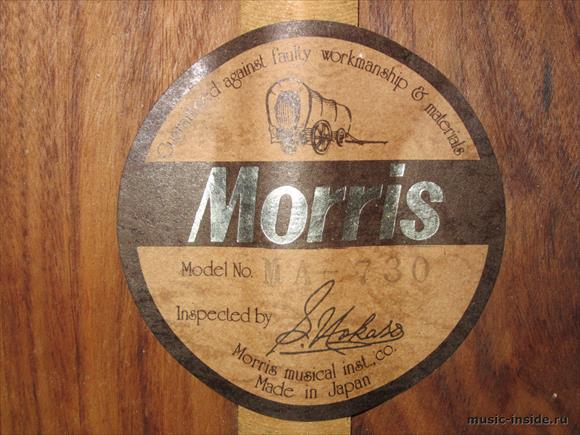 Guaranteed against faulty workmanship & materials
Morris
Model No. MA-730
Inspected by
Morris musical inst., co.
Made in Japan
music-inside.ru